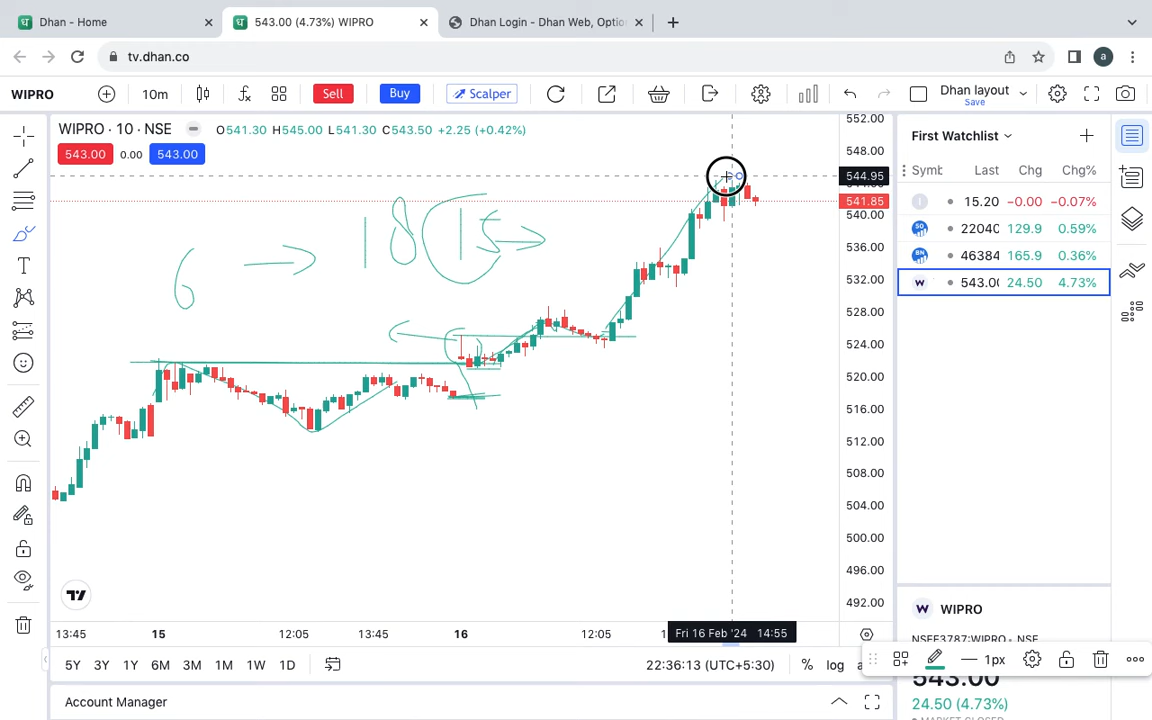 Dhan - Home
543.00 (4.73%) WIPRO
Dhan Login - Dhan Web, Optio
tv.dhan.co
a
WIPRO
10m
Sell
Buy
Scalper
Dhan layout
Save
WIPRO · 10 · NSE
O541.30 H545.00 L541.30 C543.50 +2.25 (+0.42%)
543.00 0.00 543.00
6 → 18 15 →
552.00
548.00
544.95
541.85
540.00
536.00
532.00
528.00
524.00
520.00
516.00
512.00
508.00
504.00
500.00
496.00
492.00
13:45 15 12:05 13:45 16 12:05
Fri 16 Feb '24 14:55
5Y 3Y 1Y 6M 3M 1M 1W 1D
22:36:13 (UTC+5:30) % log
Account Manager
First Watchlist
Symb Last Chg Chg%
I 15.20 -0.00 -0.07%
50 2204 129.9 0.59%
BN 46384 165.9 0.36%
W 543.0 24.50 4.73%
W WIPRO
1px
543.00
24.50 (4.73%)